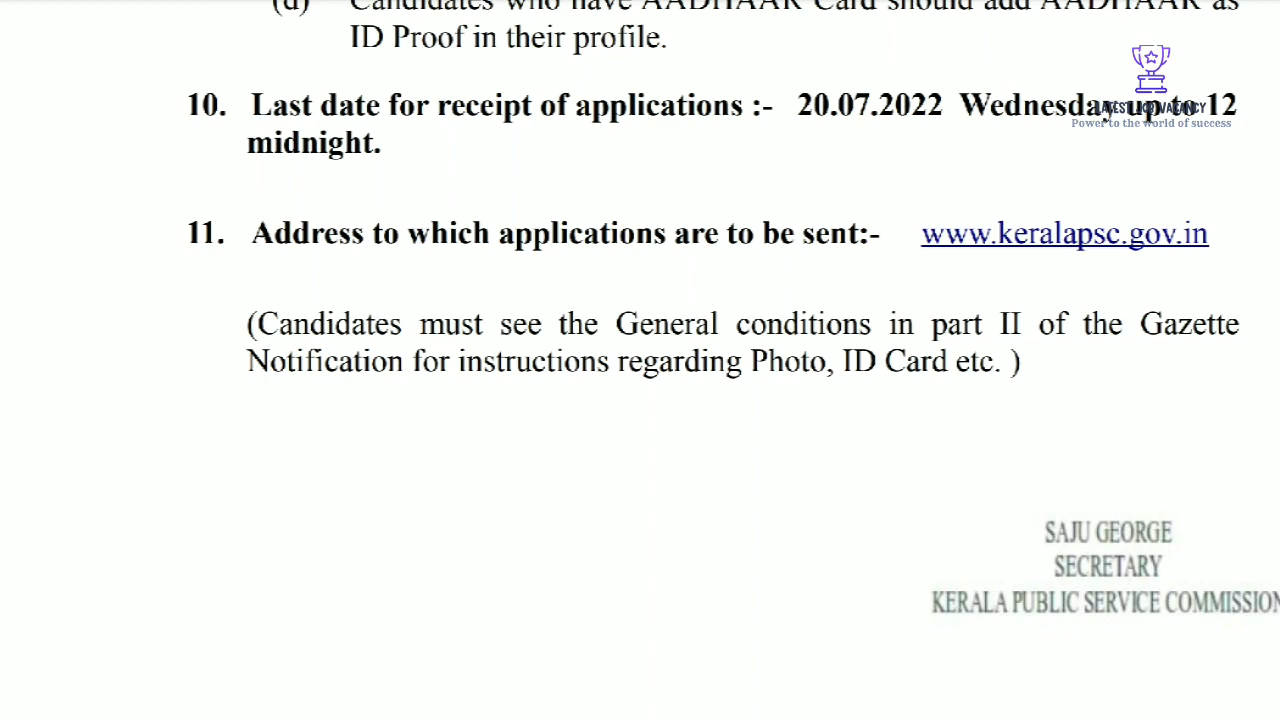 (d) Candidates who have AADHAAR Card should add AADHAAR as
ID Proof in their profile.
10. Last date for receipt of applications :- 20.07.2022 Wednesday up to 12
midnight.
LATEST JOB VACANCY
Power to the world of success
11. Address to which applications are to be sent:- www.keralapsc.gov.in
(Candidates must see the General conditions in part II of the Gazette
Notification for instructions regarding Photo, ID Card etc. )
SAJU GEORGE
SECRETARY
KERALA PUBLIC SERVICE COMMISSION